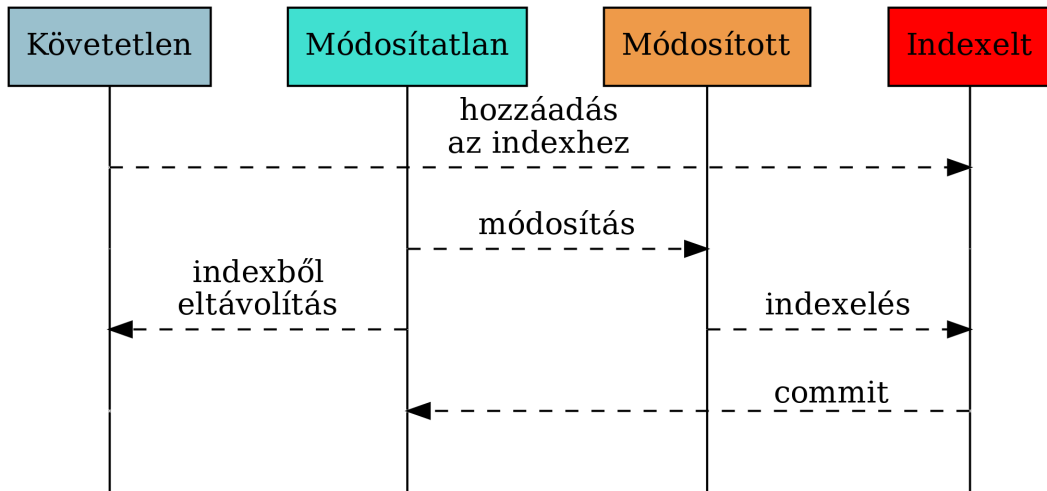 Követetlen
Módosítatlan
Módosított
Indexelt
hozzáadás
az indexhez
módosítás
indexből
eltávolítás
indexelés
commit